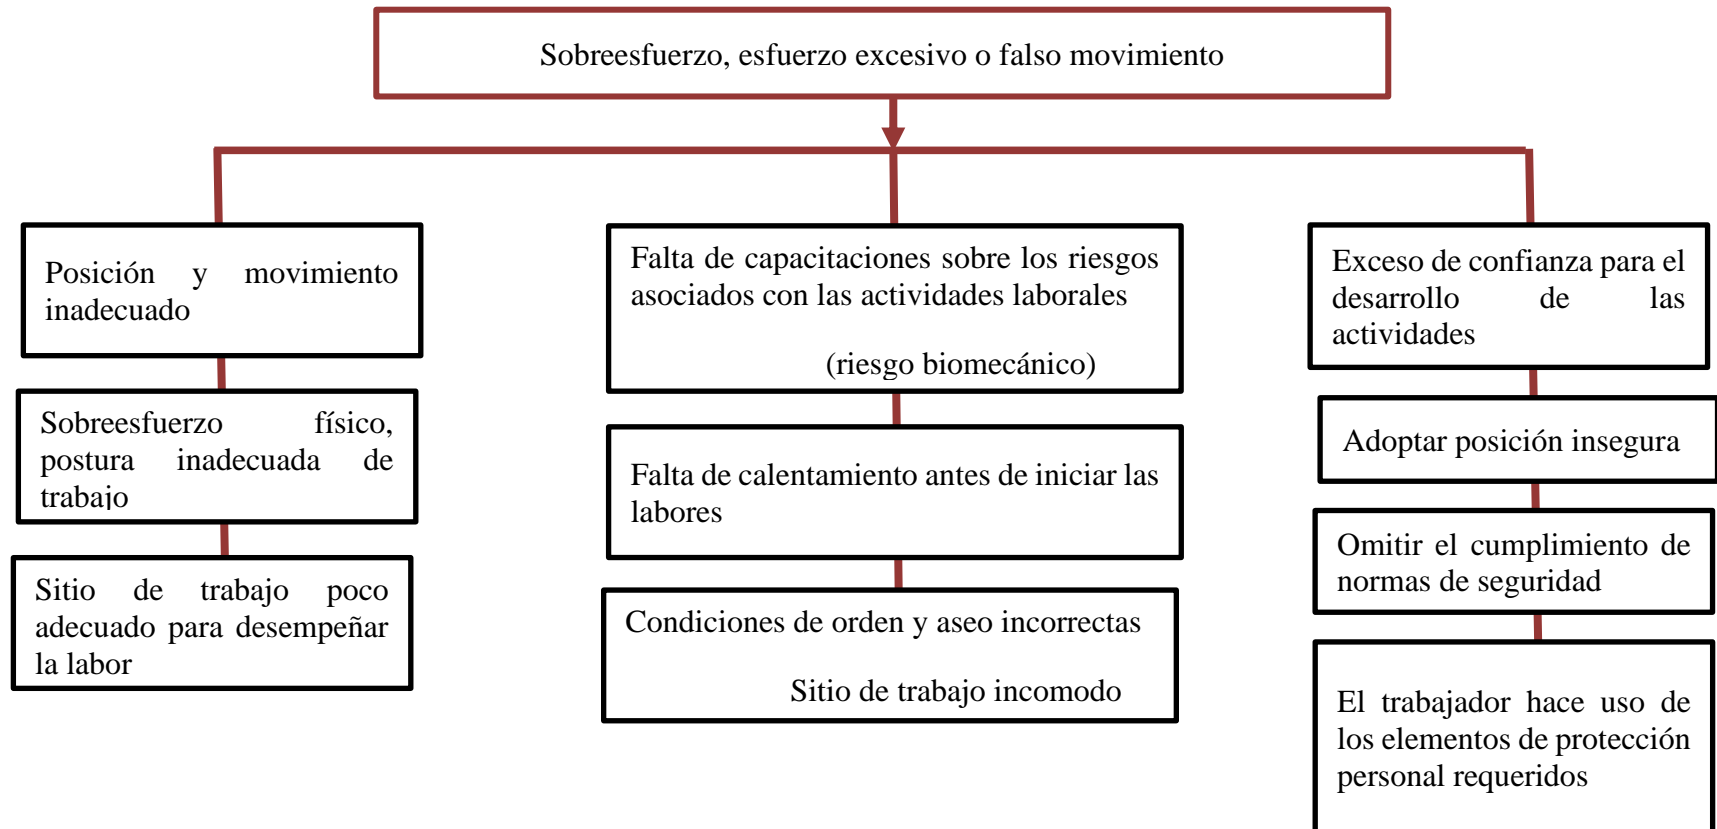 Sobreesfuerzo, esfuerzo excesivo o falso movimiento
Posición y movimiento
inadecuado
Sobreesfuerzo físico,
postura inadecuada de
trabajo
Sitio de trabajo poco
adecuado para desempeñar
la labor
Falta de capacitaciones sobre los riesgos
asociados con las actividades laborales
(riesgo biomecánico)
Falta de calentamiento antes de iniciar las
labores
Condiciones de orden y aseo incorrectas
Sitio de trabajo incomodo
Exceso de confianza para el
desarrollo de las
actividades
Adoptar posición insegura
Omitir el cumplimiento de
normas de seguridad
El trabajador hace uso de
los elementos de protección
personal requeridos